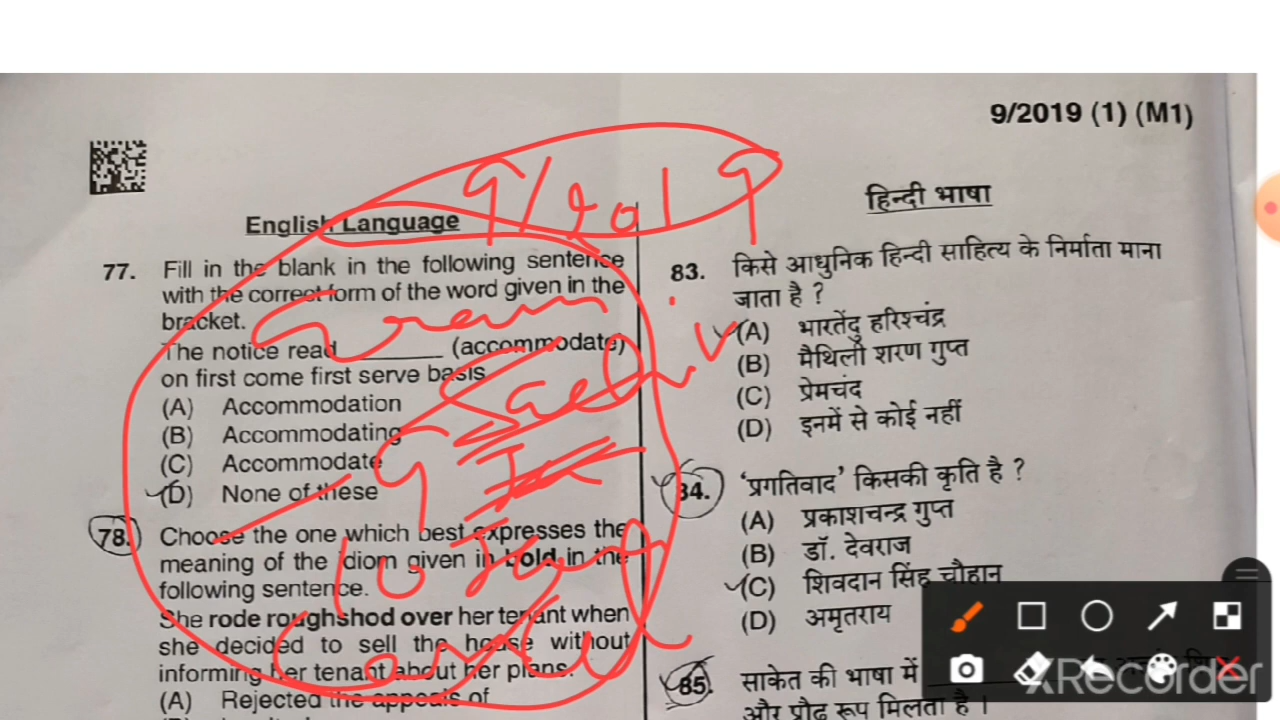 9/2019 (1) (M1)
9/2019
English Language
77. Fill in the blank in the following sentence
with the correct form of the word given in the
bracket.
The notice read ______ (accommodate)
on first come first serve basis
(A) Accommodation
(B) Accommodating
(C) Accommodate
(D) None of these
78. Choose the one which best expresses the
meaning of the idiom given in bold in the
following sentence.
She rode roughshod over her tenant when
she decided to sell the house without
informing her tenant about her plans.
(A) Rejected the appeals of
Gram
Sachiv
9
10
हिन्दी भाषा
83. किसे आधुनिक हिन्दी साहित्य के निर्माता माना
जाता है ?
(A) भारतेंदु हरिश्चंद्र
(B) मैथिली शरण गुप्त
(C) प्रेमचंद
(D) इनमें से कोई नहीं
84. ‘प्रगतिवाद’ किसकी कृति है ?
(A) प्रकाशचन्द्र गुप्त
(B) डॉ. देवराज
(C) शिवदान सिंह चौहान
(D) अमृतराय
85. साकेत की भाषा में
और प्रौढ़ रूप मिलता है ।
XRecorder